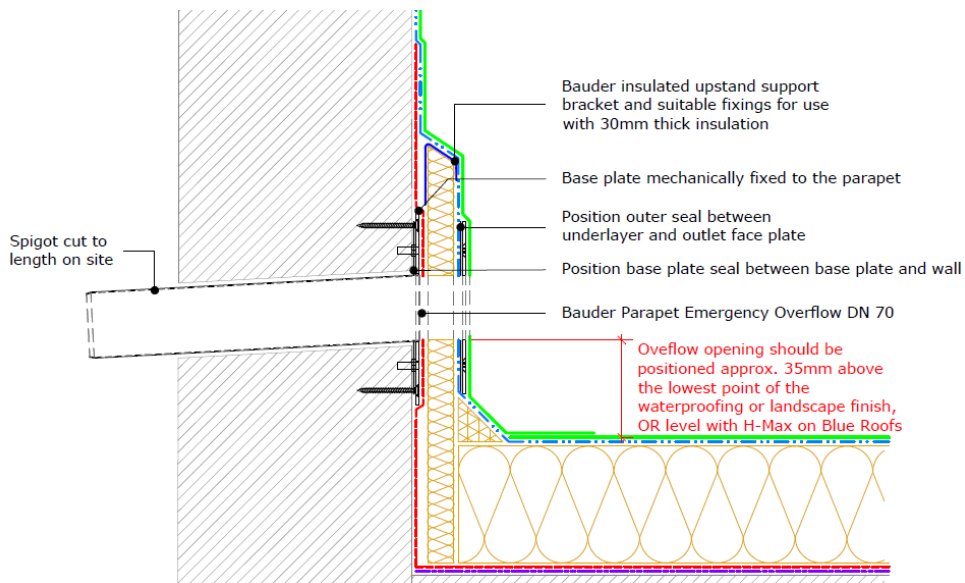 Bauder insulated upstand support
bracket and suitable fixings for use
with 30mm thick insulation
Base plate mechanically fixed to the parapet
Position outer seal between
underlayer and outlet face plate
Spigot cut to
length on site
Position base plate seal between base plate and wall
Bauder Parapet Emergency Overflow DN 70
Oveflow opening should be
positioned approx. 35mm above
the lowest point of the
waterproofing or landscape finish,
OR level with H-Max on Blue Roofs